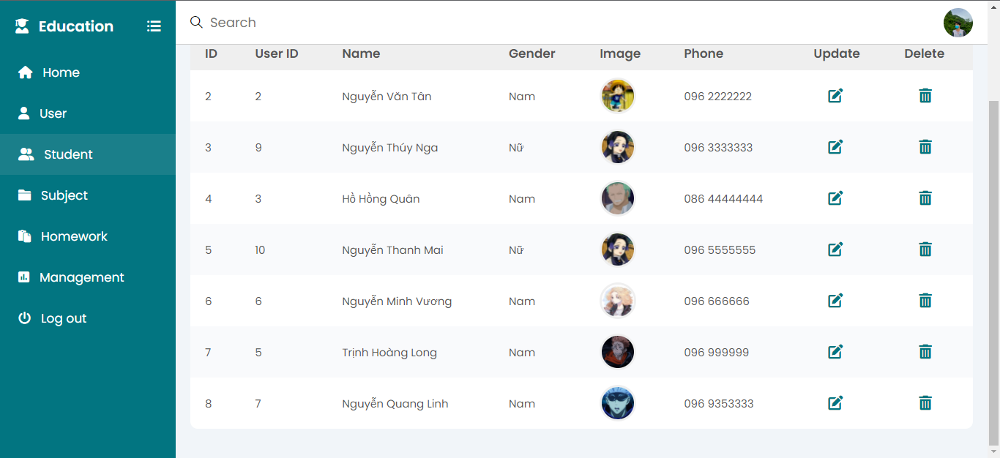 Education
Search
Home
User
Student
Subject
Homework
Management
Log out
ID User ID Name Gender Image Phone Update Delete
2 2 Nguyễn Văn Tân Nam 096 2222222
3 9 Nguyễn Thúy Nga Nữ 096 3333333
4 3 Hồ Hồng Quân Nam 086 44444444
5 10 Nguyễn Thanh Mai Nữ 096 5555555
6 6 Nguyễn Minh Vương Nam 096 666666
7 5 Trịnh Hoàng Long Nam 096 999999
8 7 Nguyễn Quang Linh Nam 096 9353333